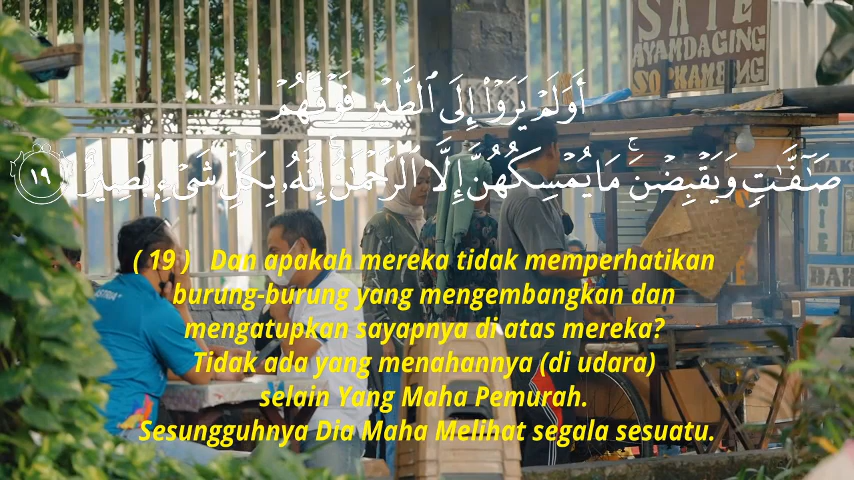 SATE
AYAM DAGING
SOP KAMBING
أَوَلَمْ يَرَوْا۟ إِلَى ٱلطَّيْرِ فَوْقَهُمْ
صَـٰٓفَّـٰتٍۢ وَيَقْبِضْنَ ۚ مَا يُمْسِكُهُنَّ إِلَّا ٱلرَّحْمَـٰنُ ۚ إِنَّهُۥ بِكُلِّ شَىْءٍۭ بَصِيرٌ ١٩
( 19 ) Dan apakah mereka tidak memperhatikan
burung-burung yang mengembangkan dan
mengatupkan sayapnya di atas mereka?
Tidak ada yang menahannya (di udara)
selain Yang Maha Pemurah.
Sesungguhnya Dia Maha Melihat segala sesuatu.